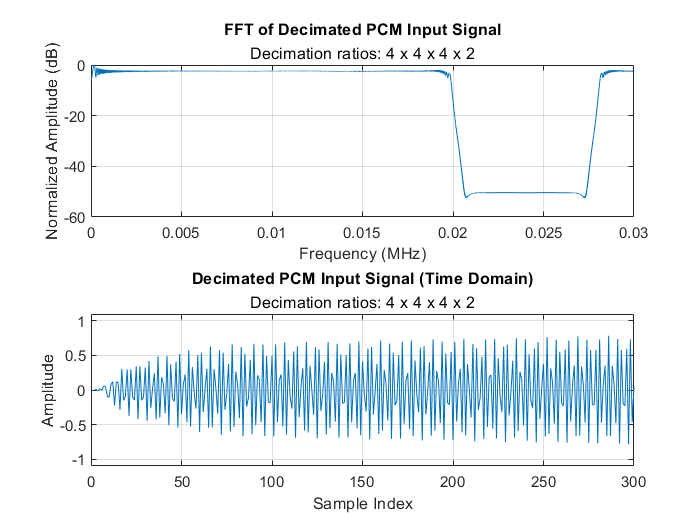 FFT of Decimated PCM Input Signal
Decimation ratios: 4 x 4 x 4 x 2
Normalized Amplitude (dB)
0
-20
-40
-60
0 0.005 0.01 0.015 0.02 0.025 0.03
Frequency (MHz)
Decimated PCM Input Signal (Time Domain)
Decimation ratios: 4 x 4 x 4 x 2
Amplitude
1
0.5
0
-0.5
-1
0 50 100 150 200 250 300
Sample Index